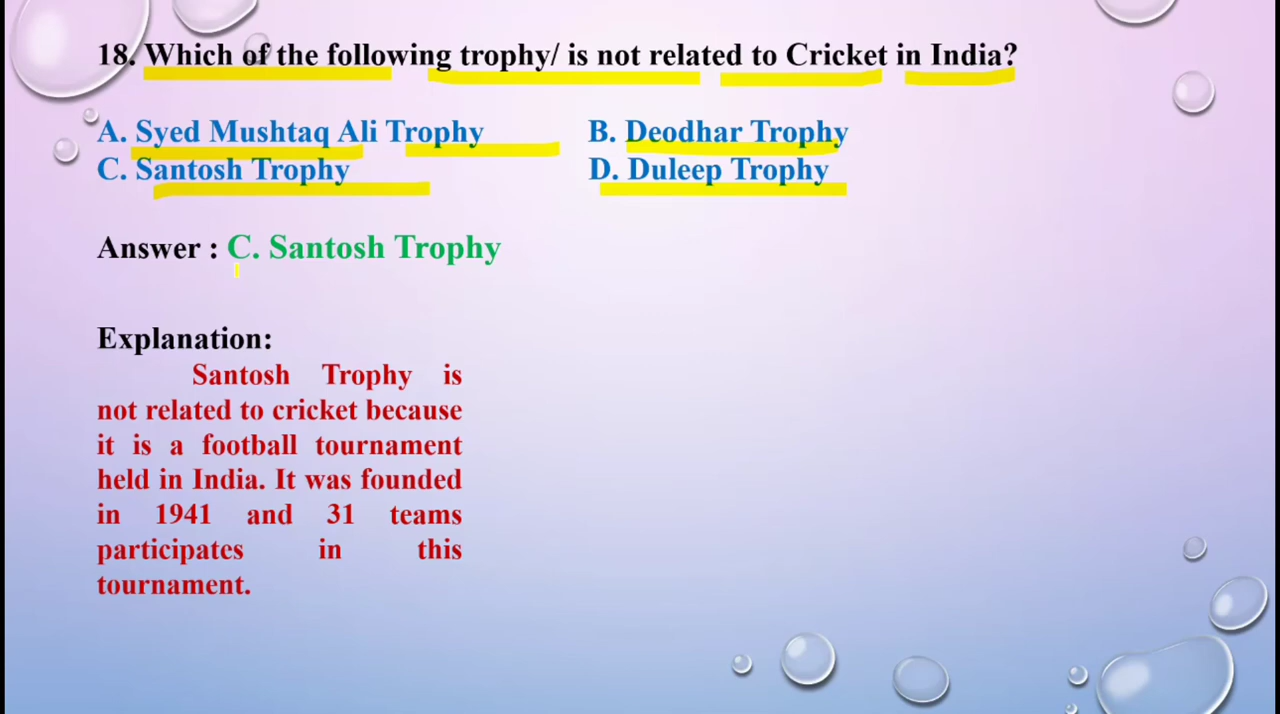 18. Which of the following trophy/ is not related to Cricket in India?
A. Syed Mushtaq Ali Trophy B. Deodhar Trophy
C. Santosh Trophy D. Duleep Trophy
Answer : C. Santosh Trophy
Explanation:
Santosh Trophy is
not related to cricket because
it is a football tournament
held in India. It was founded
in 1941 and 31 teams
participates in this
tournament.